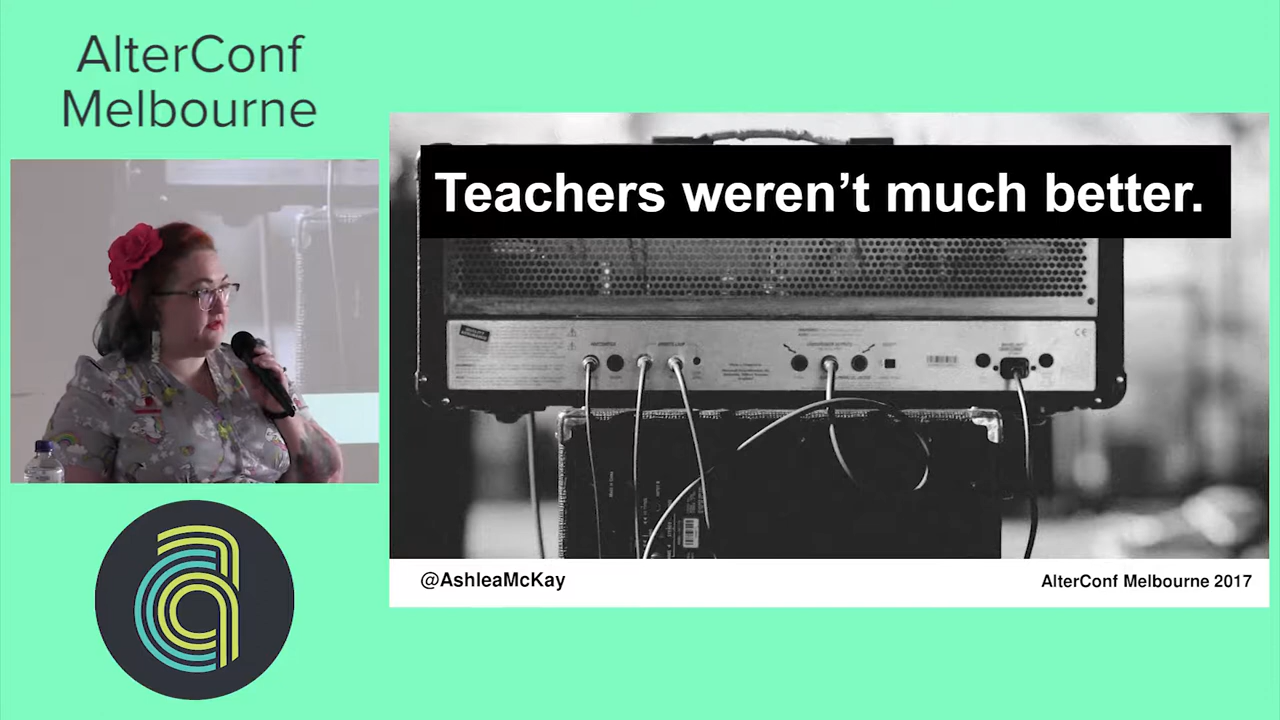 AlterConf
Melbourne
Teachers weren’t much better.
@AshleaMcKay
AlterConf Melbourne 2017